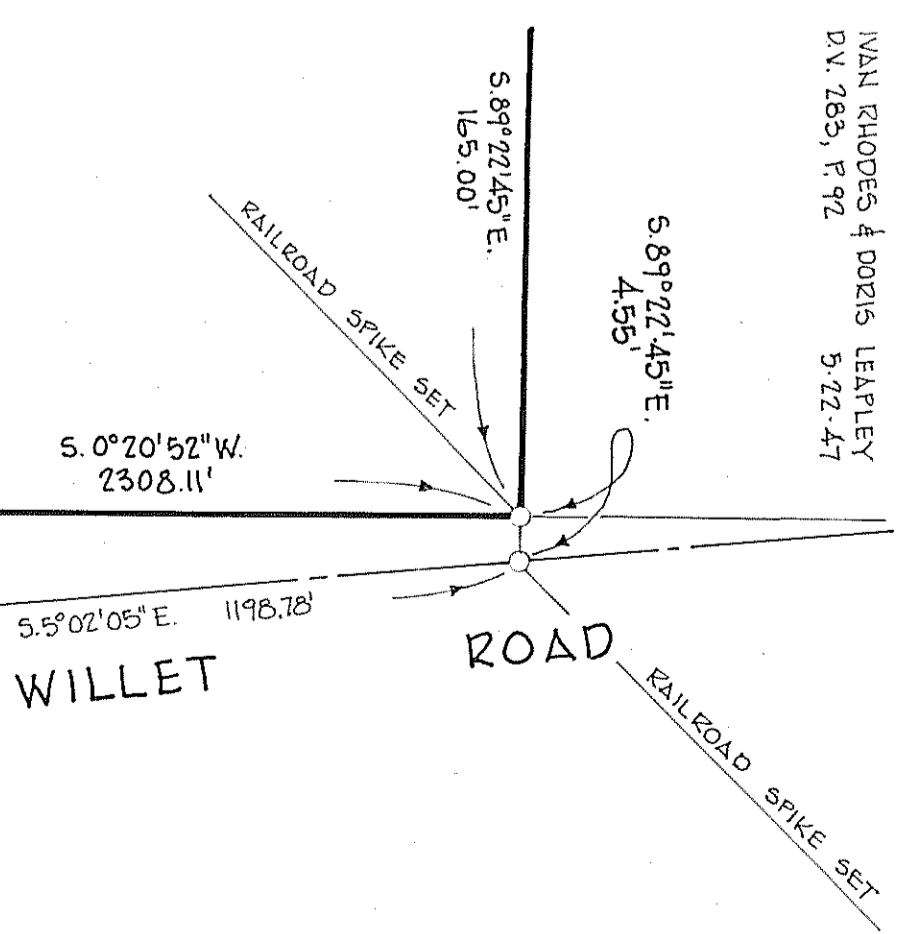 IVAN RHODES & DORIS LEAPLEY
D.V. 283, P. 92 5-22-47
S.89°22'45"E.
165.00'
S.89°22'45"E.
4.55'
RAILROAD SPIKE SET
S. 0°20'52"W.
2308.11'
S.5°02'05"E. 1198.78'
WILLET ROAD
RAILROAD SPIKE SET